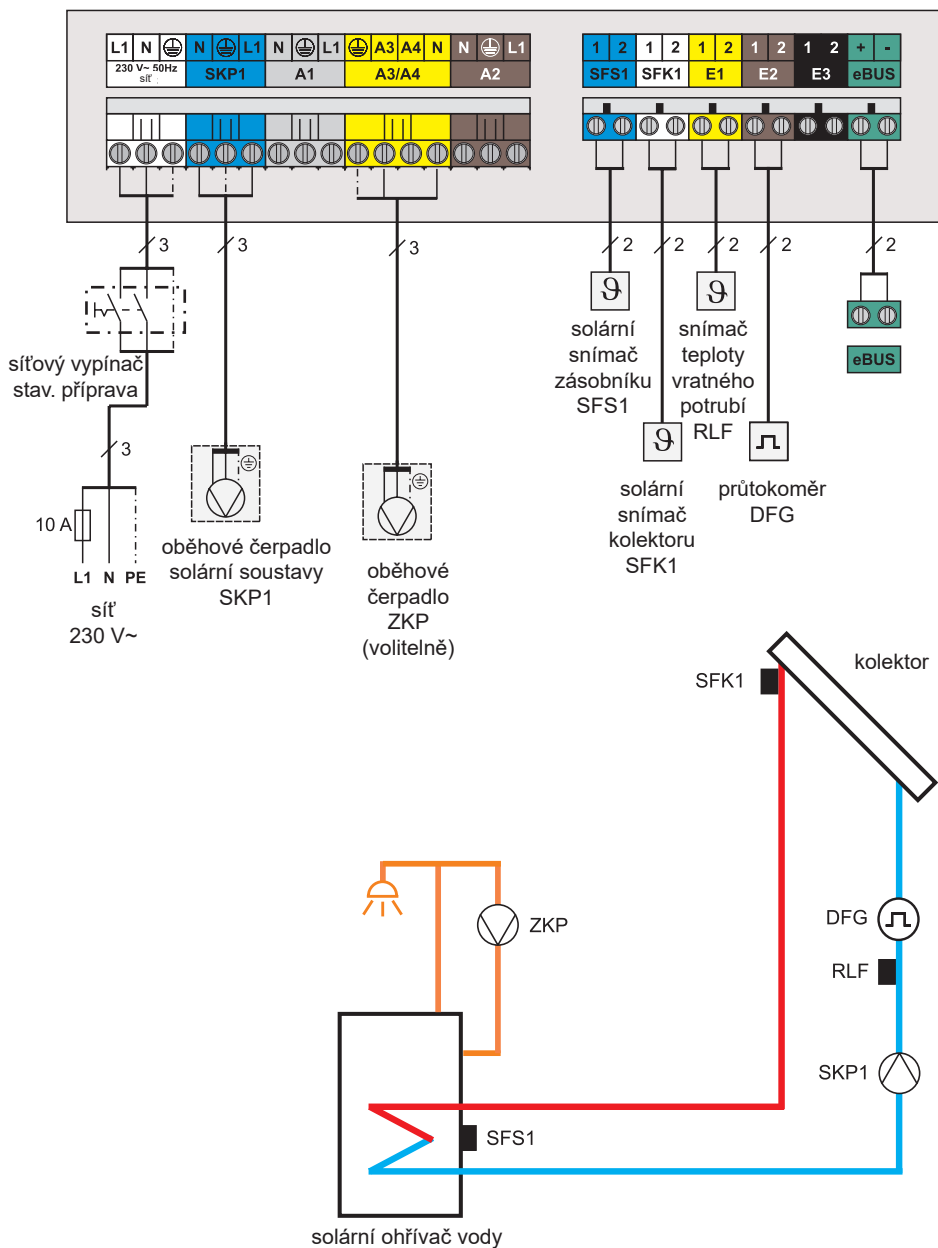 L1 N N L1 N L1 A3 A4 N N L1
230 V~ 50Hz
síť
SKP1 A1 A3/A4 A2
1 2 1 2 1 2 1 2 1 2 + -
SFS1 SFK1 E1 E2 E3 eBUS
3 3 3 2 2 2 2 2
síťový vypínač
stav. příprava
3
10 A
L1 N PE
síť
230 V~
oběhové čerpadlo
solární soustavy
SKP1
oběhové
čerpadlo
ZKP
(volitelně)
ϑ
solární
snímač
zásobníku
SFS1
ϑ
snímač
teploty
vratného
potrubí
RLF
eBUS
ϑ
solární
snímač
kolektoru
SFK1
průtokoměr
DFG
SFK1
kolektor
ZKP
DFG
RLF
SKP1
SFS1
solární ohřívač vody